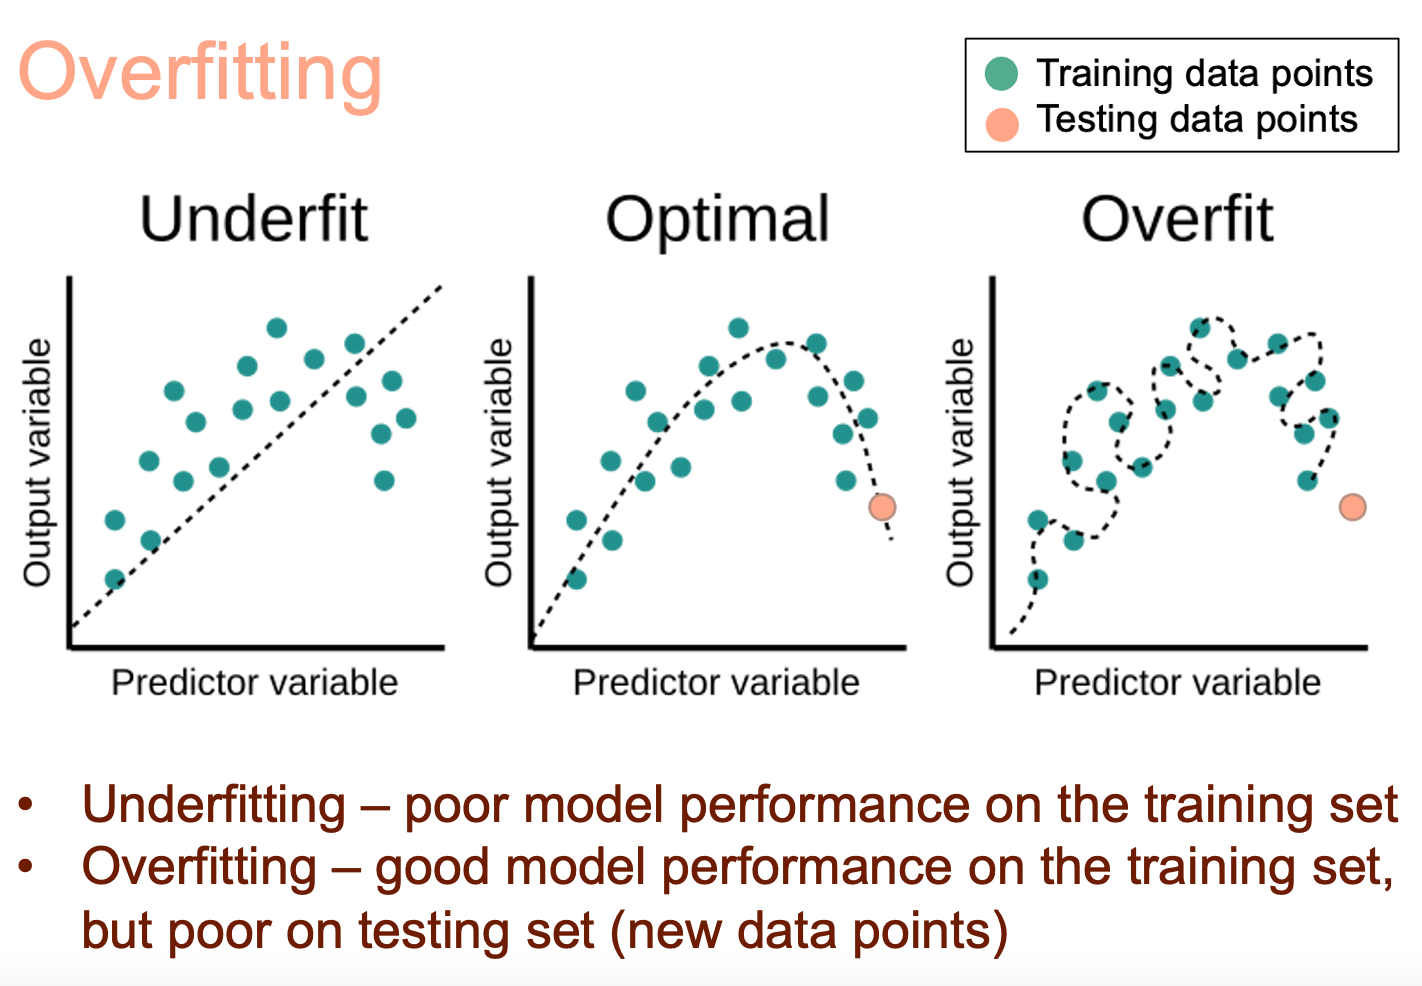 Overfitting
Training data points
Testing data points
Underfit
Optimal
Overfit
Output variable
Output variable
Output variable
Predictor variable
Predictor variable
Predictor variable
• Underfitting – poor model performance on the training set
• Overfitting – good model performance on the training set,
but poor on testing set (new data points)